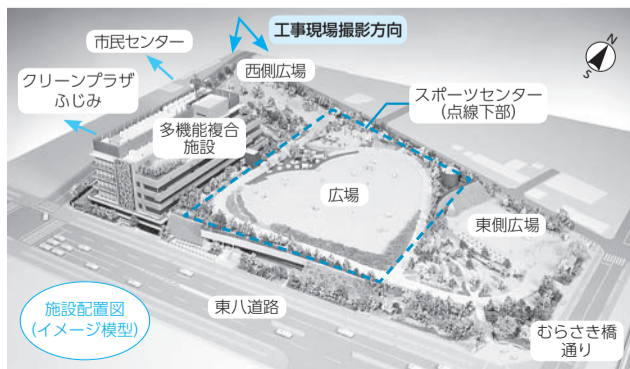 工事現場撮影方向
市民センター
西側広場
クリーンプラザ
ふじみ
スポーツセンター
(点線下部)
多機能複合
施設
広場
東側広場
東八道路
施設配置図
(イメージ模型)
むらさき橋
通り
N
S